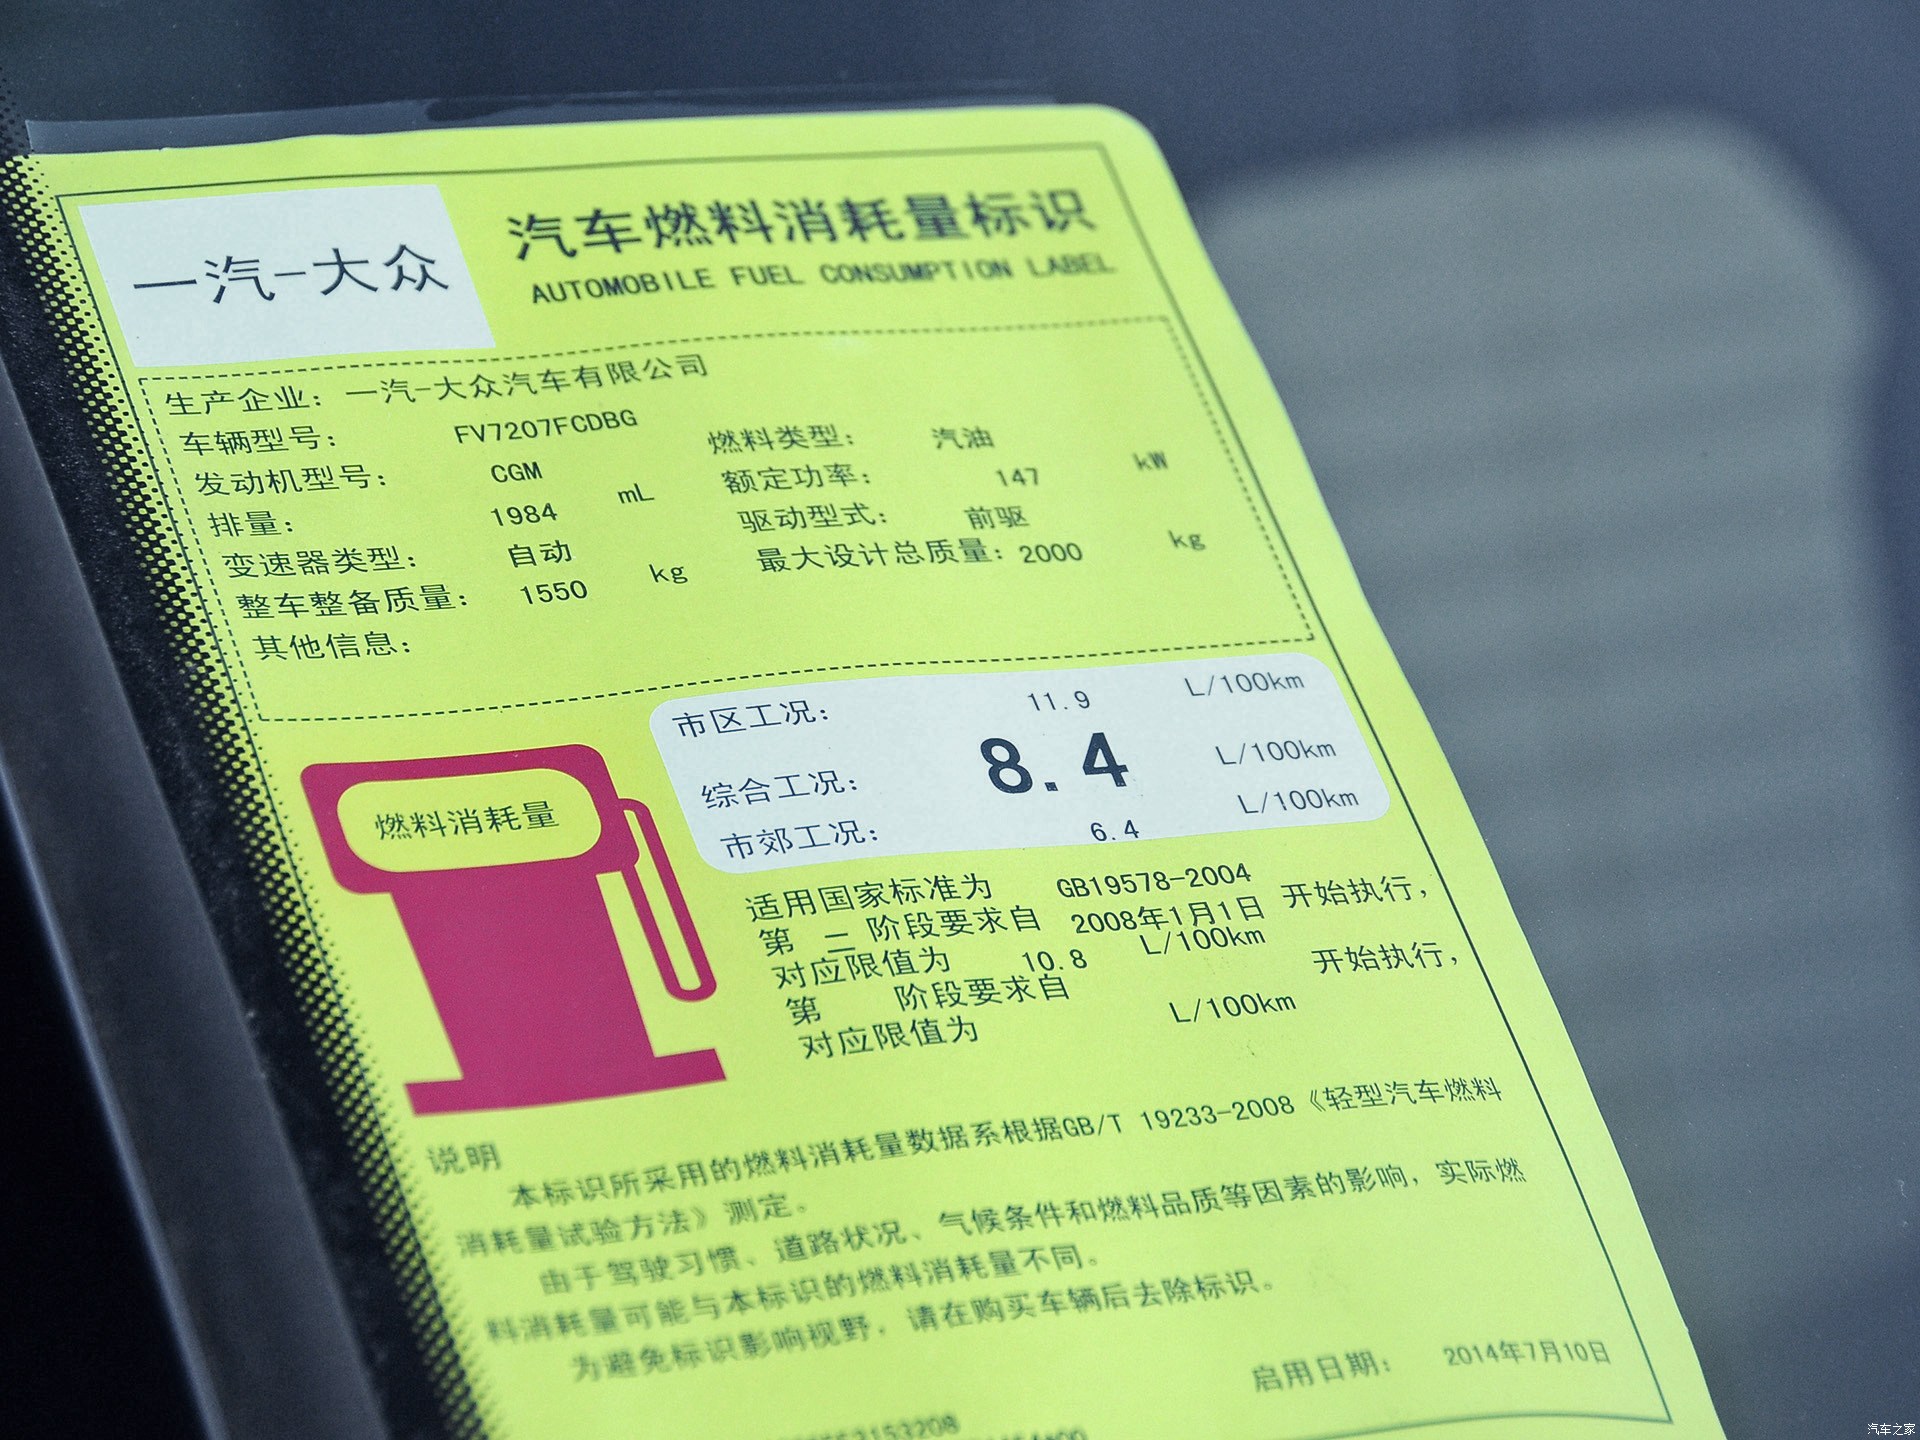 一汽-大众
汽车燃料消耗量标识
AUTOMOBILE FUEL CONSUMPTION LABEL
生产企业: 一汽-大众汽车有限公司
车辆型号: FV7207FCDBG 燃料类型: 汽油
发动机型号: CGM 额定功率: 147 kW
排量: 1984 mL 驱动型式: 前驱
变速器类型: 自动 最大设计总质量: 2000 kg
整车整备质量: 1550 kg
其他信息:
市区工况: 11.9 L/100km
综合工况: 8.4 L/100km
市郊工况: 6.4 L/100km
燃料消耗量
适用国家标准为 GB19578-2004
第 二 阶段要求自 2008年1月1日 开始执行,
对应限值为 10.8 L/100km
第 阶段要求自 开始执行,
对应限值为 L/100km
说明
本标识所采用的燃料消耗量数据系根据GB/T 19233-2008《轻型汽车燃料
消耗量试验方法》测定。
由于驾驶习惯、道路状况、气候条件和燃料品质等因素的影响, 实际燃
料消耗量可能与本标识的燃料消耗量不同。
为避免标识影响视野, 请在购买车辆后去除标识。
启用日期: 2014年7月10日
汽车之家